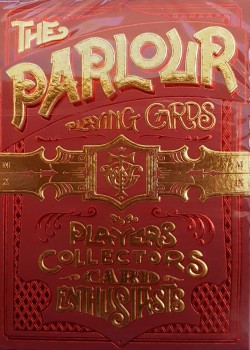 THE
PARLOUR
PLAYING CARDS
PLAYERS
COLLECTORS
CARD
ENTHUSIASTS